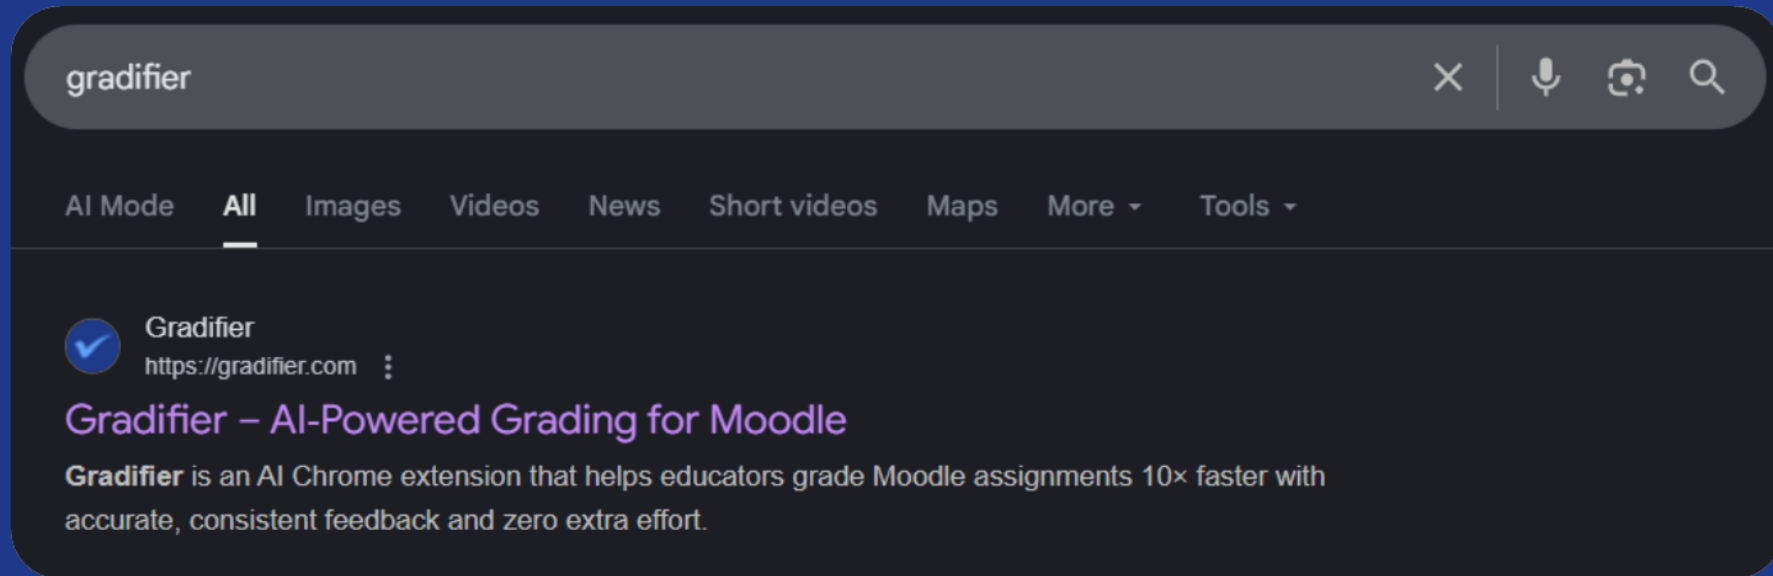 gradifier
AI Mode All Images Videos News Short videos Maps More Tools
Gradifier
https://gradifier.com
Gradifier – AI-Powered Grading for Moodle
Gradifier is an AI Chrome extension that helps educators grade Moodle assignments 10× faster with
accurate, consistent feedback and zero extra effort.